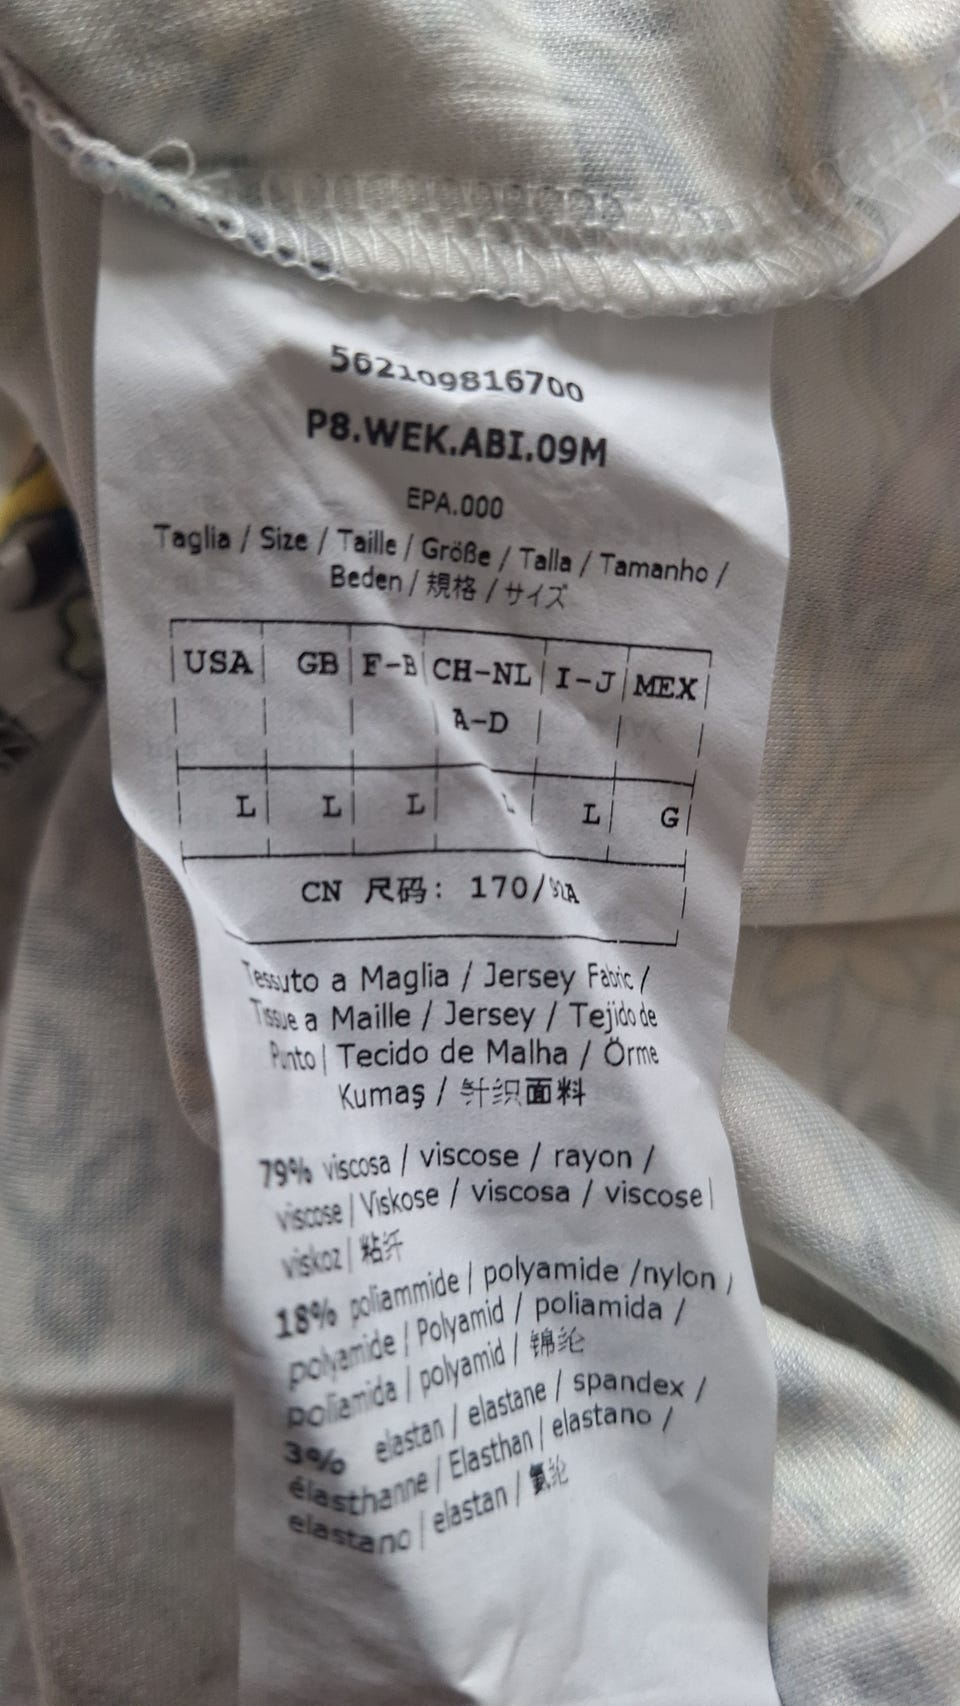 562109816700
P8.WEK.ABI.09M
EPA.000
Taglia / Size / Taille / Größe / Talla / Tamanho /
Beden / 規格 / サイズ
USA GB F-B CH-NL I-J MEX
A-D
L L L L L G
CN 尺码: 170/92A
Tessuto a Maglia / Jersey Fabric /
Tissue a Maille / Jersey / Tejido de
Punto | Tecido de Malha / Örme
Kumaş / 针织面料
79% viscosa / viscose / rayon /
viscose | Viskose / viscosa / viscose |
viskoz | 粘纤
18% poliammide / polyamide /nylon /
polyamide / Polyamid / poliamida /
poliamida / polyamid / 锦纶
3% elastan / elastane / spandex /
élasthanne / Elasthan | elastano /
elastano | elastan / 氨纶